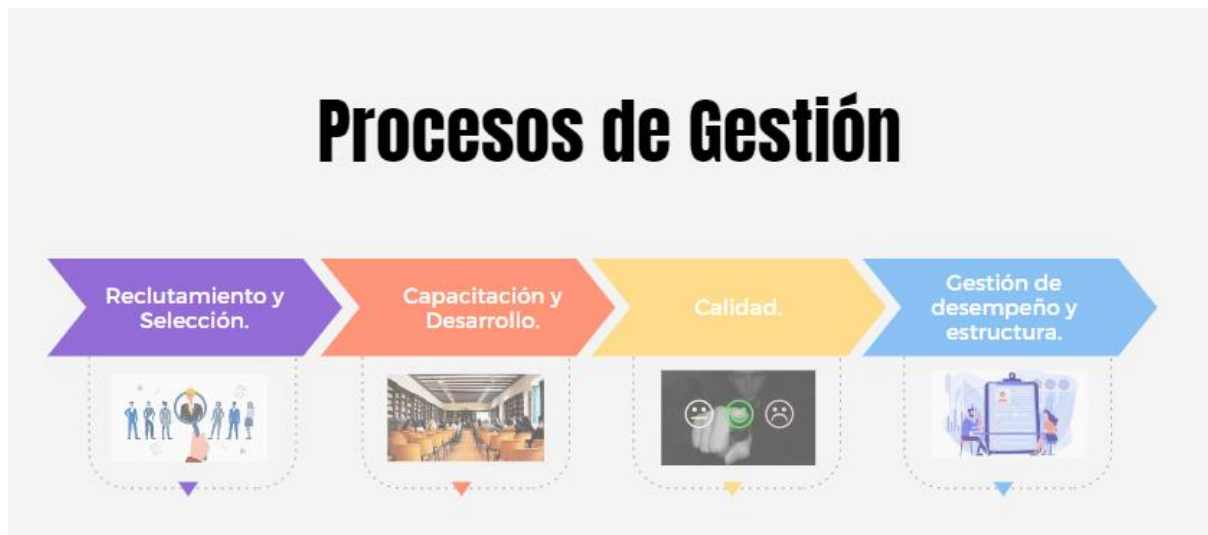 Procesos de Gestión
Reclutamiento y
Selección.
Capacitación y
Desarrollo.
Calidad.
Gestión de
desempeño y
estructura.